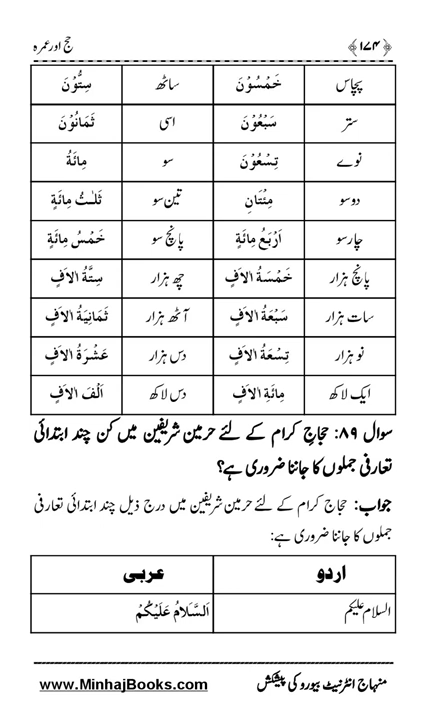 ﴿۱۷۴﴾ حج اور عمرہ
پچاس خَمْسُوْنَ ساٹھ سِتُّوْنَ
ستر سَبْعُوْنَ اسی ثَمَانُوْنَ
نوے تِسْعُوْنَ سو مِائَةُ
دو سو مِئْتَانِ تین سو ثَلٰثُ مِائَةٍ
چار سو اَرْبَعُ مِائَةٍ پانچ سو خَمْسُ مِائَةٍ
پانچ ہزار خَمْسَةُ الاَفٍ چھ ہزار سِتَّةُ الاَفٍ
سات ہزار سَبْعَةُ الاَفٍ آٹھ ہزار ثَمَانِيَةُ الاَفٍ
نو ہزار تِسْعَةُ الاَفٍ دس ہزار عَشْرَةُ الاَفٍ
ایک لاکھ مِائَةِ الاَفٍ دس لاکھ اَلْفَ الاَفٍ
سوال ۸۹: حجاجِ کرام کے لئے حرمین شریفین میں کن چند ابتدائی
تعارفی جملوں کا جاننا ضروری ہے؟
جواب: حجاج کرام کے لئے حرمین شریفین میں درج ذیل چند ابتدائی تعارفی
جملوں کا جاننا ضروری ہے:
اردو عربی
السلام علیکم اَلسَّلَامُ عَلَيْكُمُ
منہاج انٹرنیٹ بیورو کی پیشکش www.MinhajBooks.com